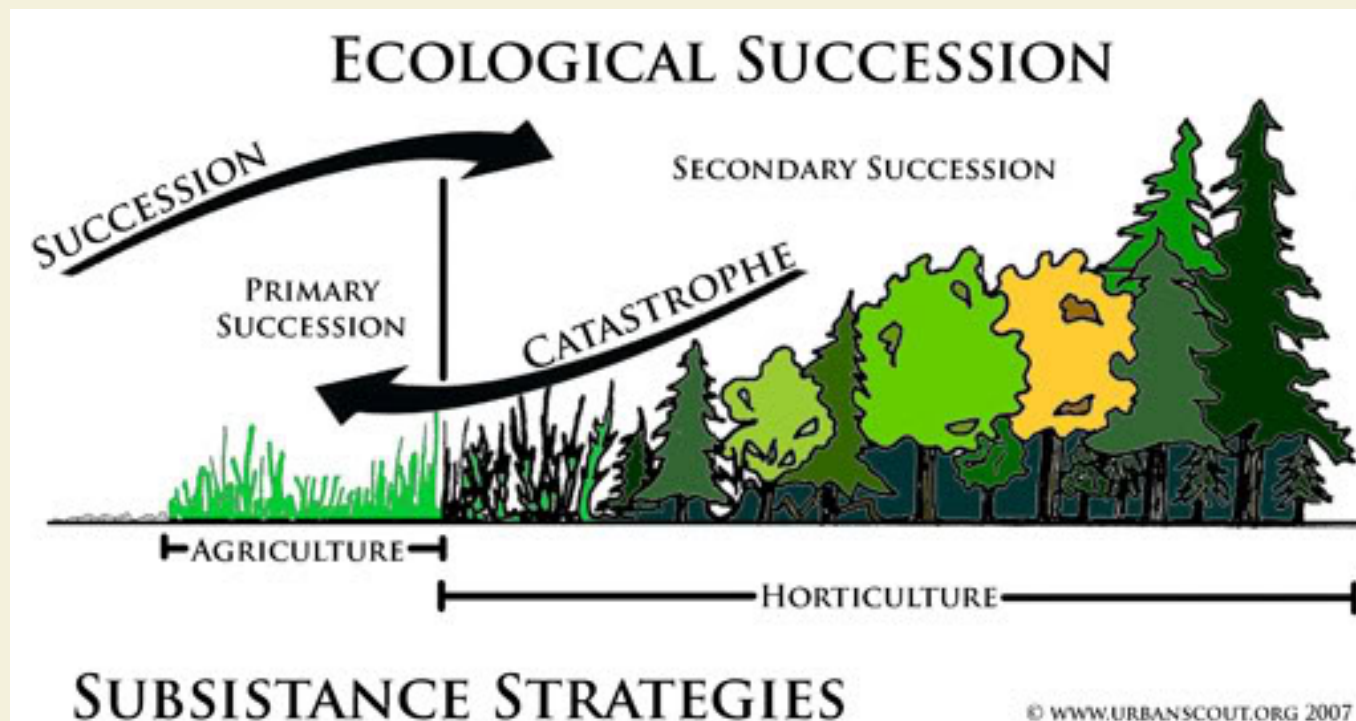 ECOLOGICAL SUCCESSION
SUCCESSION
SECONDARY SUCCESSION
PRIMARY
SUCCESSION
CATASTROPHE
AGRICULTURE
HORTICULTURE
SUBSISTANCE STRATEGIES
© WWW.URBANSCOUT.ORG 2007